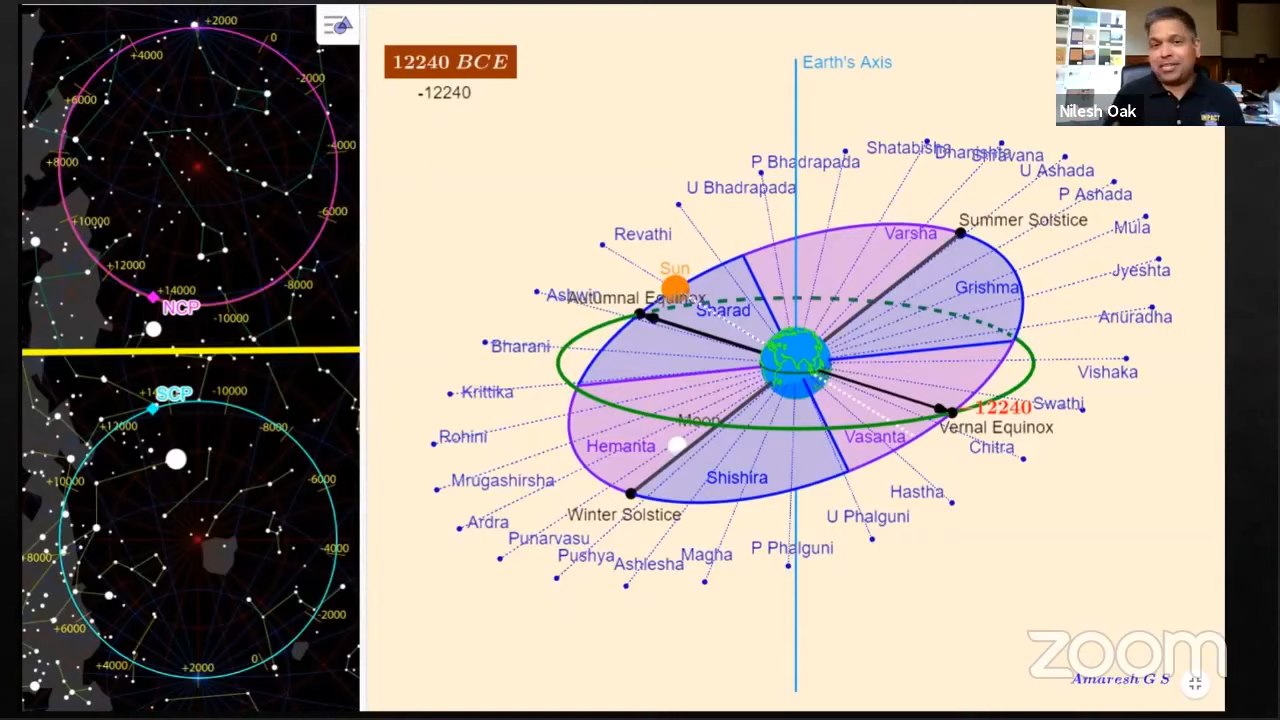 +2000
0
+4000
-2000
+6000
-4000
+8000
-6000
+10000
-8000
+12000
+14000
NCP
-10000
SCP
-10000
+12000
-8000
+10000
-6000
+8000
-4000
-2000
+6000
+4000
0
+2000
12240 BCE
-12240
Earth's Axis
Nilesh Oak
IMPACT
Shatabisha
Dhanishta
Shravana
P Bhadrapada
U Ashada
U Bhadrapada
P Ashada
Summer Solstice
Mula
Revathi
Varsha
Sun
Jyeshta
Ashwin
Autumnal Equinox
Grishma
Sharad
Anuradha
Bharani
Vishaka
Krittika
12240
Swathi
Moon
Vernal Equinox
Rohini
Hemanta
Vasanta
Chitra
Mrugashirsha
Shishira
Hastha
Winter Solstice
U Phalguni
Ardra
Punarvasu
Pushya
Ashlesha
Magha
P Phalguni
zoom
Amaresh G S